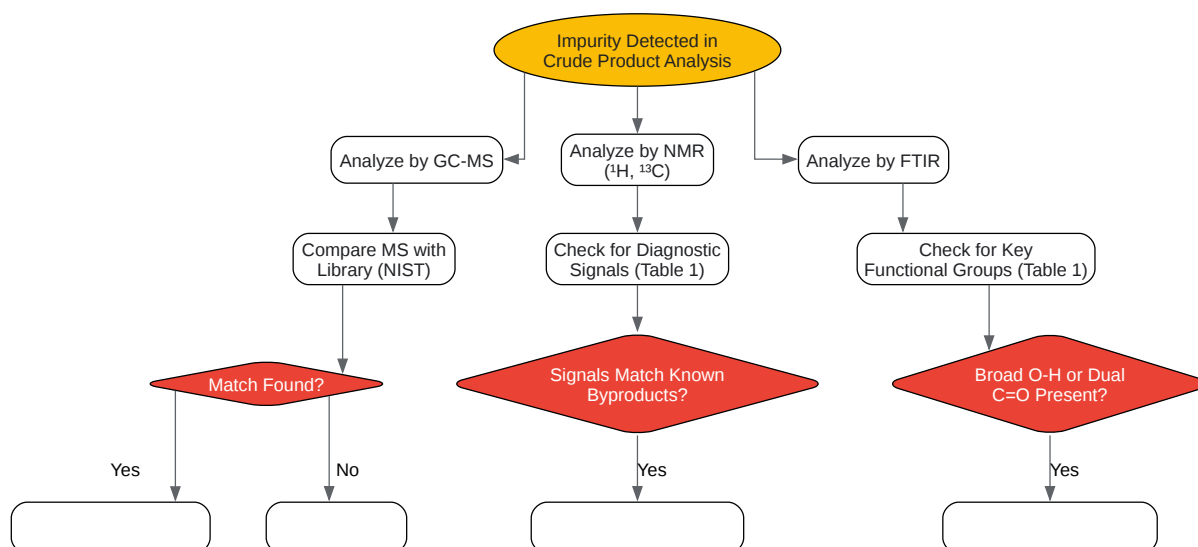 Impurity Detected in
Crude Product Analysis
Analyze by GC-MS
Analyze by NMR
(¹H, ¹³C)
Analyze by FTIR
Compare MS with
Library (NIST)
Check for Diagnostic
Signals (Table 1)
Check for Key
Functional Groups (Table 1)
Match Found?
Signals Match Known
Byproducts?
Broad O-H or Dual
C=O Present?
Yes
No
Yes
Yes